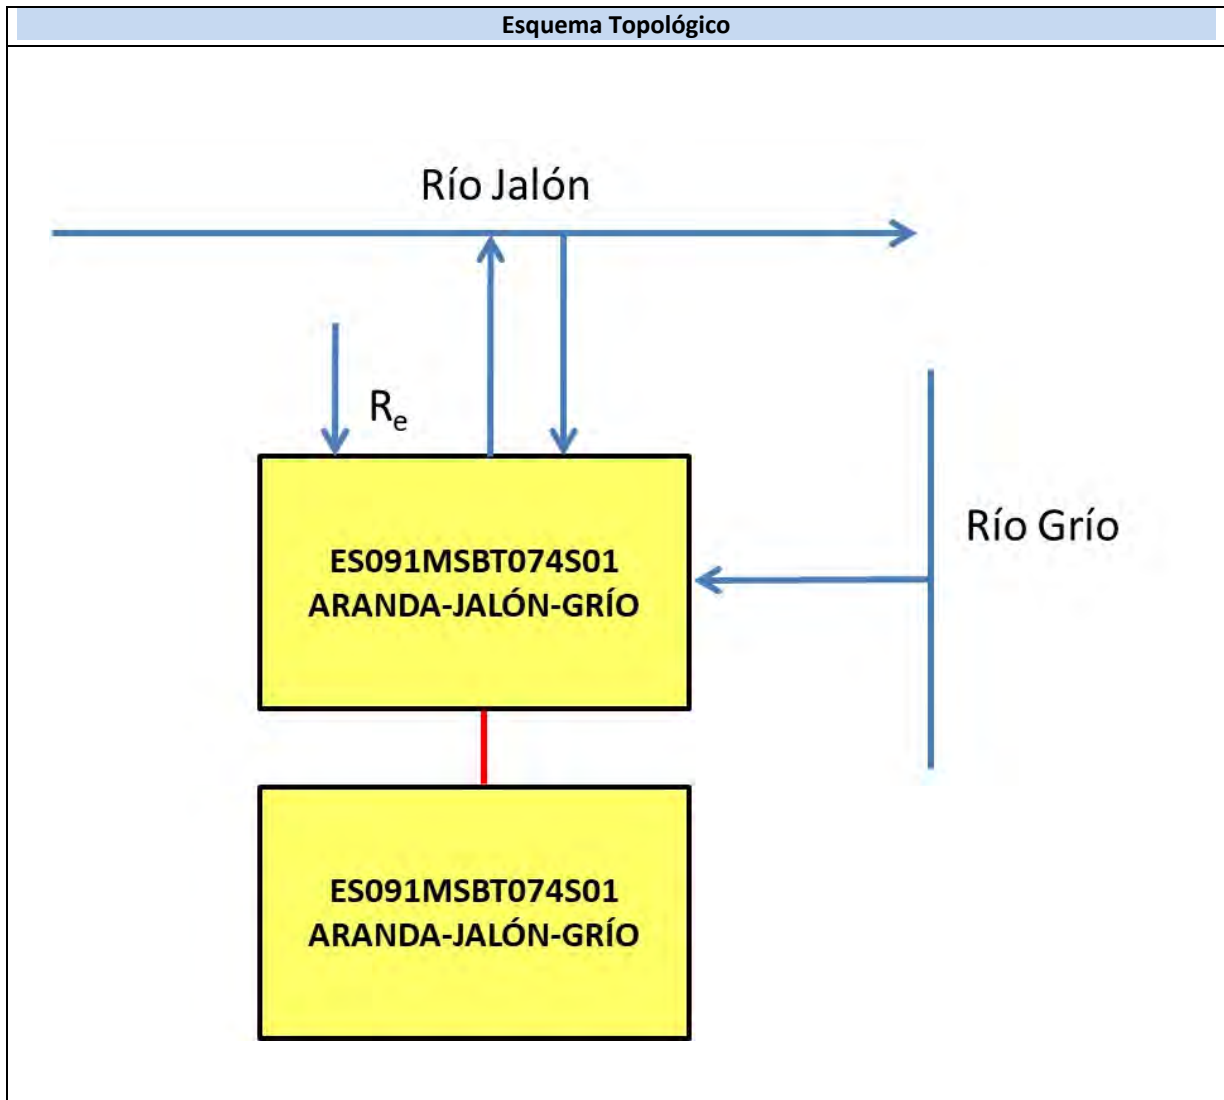 Esquema Topológico
Río Jalón
Re
ES091MSBT074S01
ARANDA-JALÓN-GRÍO
Río Grío
ES091MSBT074S01
ARANDA-JALÓN-GRÍO